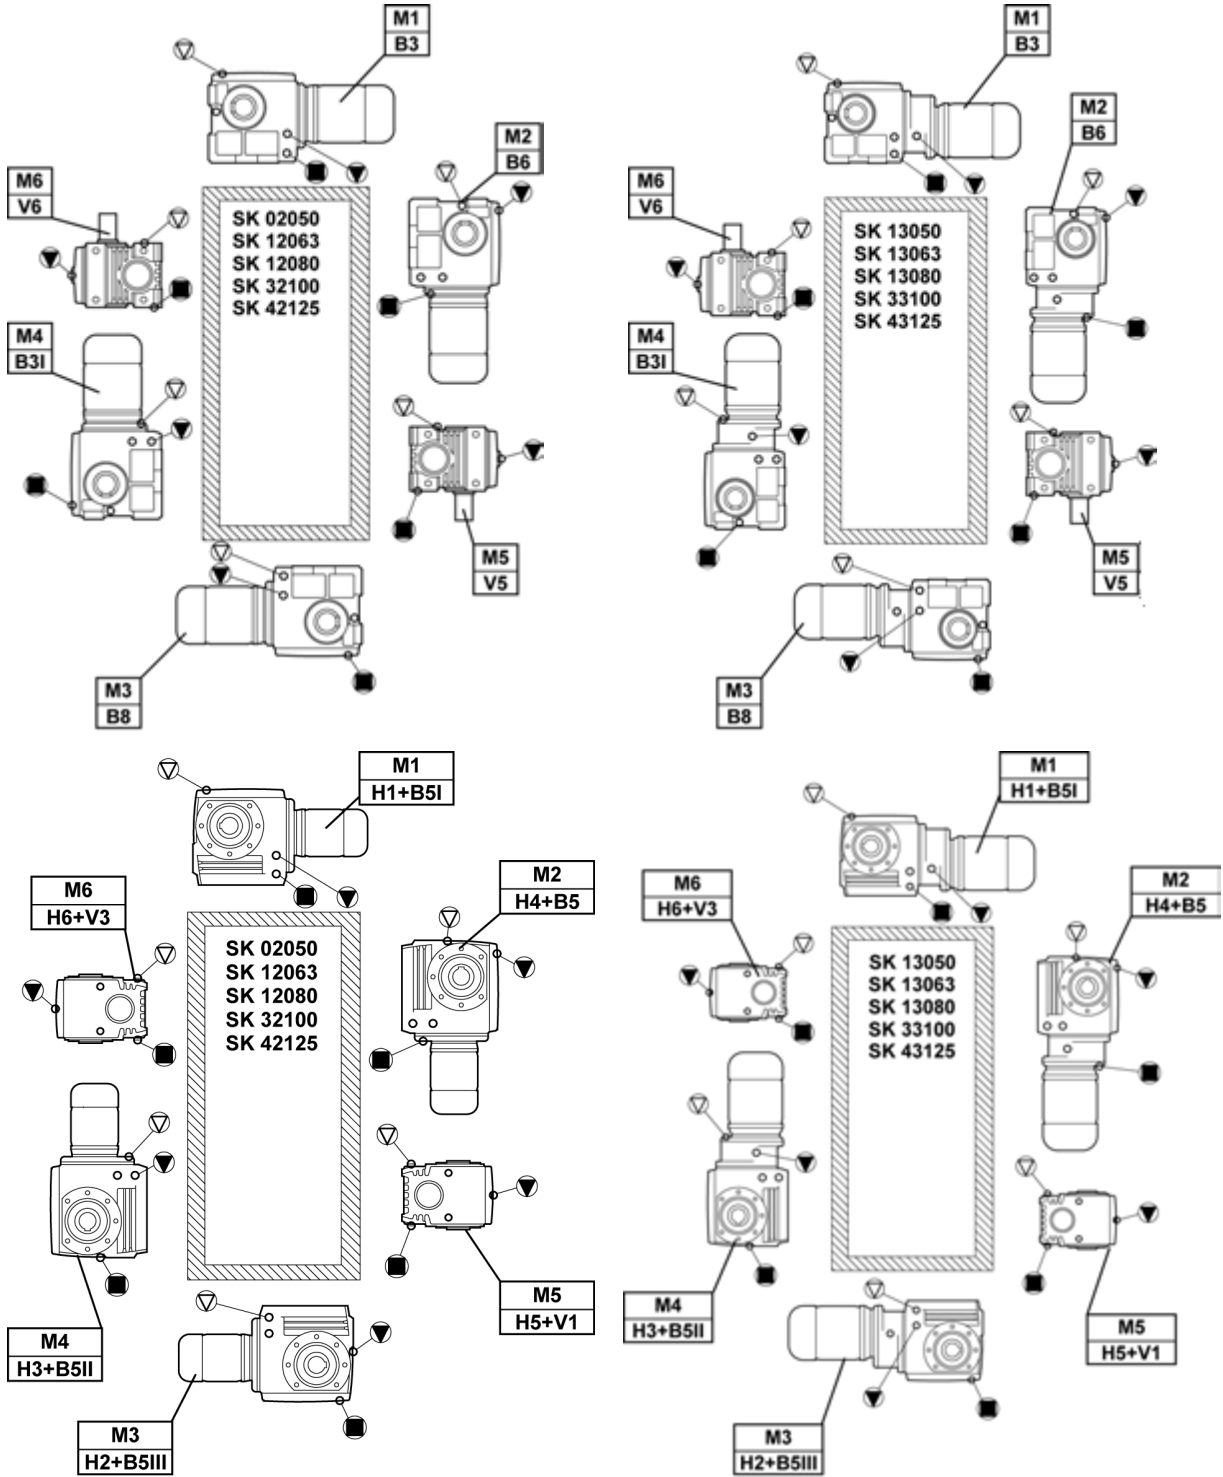 M1
B3
M2
B6
M6
V6
SK 02050
SK 12063
SK 12080
SK 32100
SK 42125
M4
B3I
M5
V5
M3
B8
M1
B3
M2
B6
M6
V6
SK 13050
SK 13063
SK 13080
SK 33100
SK 43125
M4
B3I
M5
V5
M3
B8
M1
H1+B5I
M2
H4+B5
M6
H6+V3
SK 02050
SK 12063
SK 12080
SK 32100
SK 42125
M5
H5+V1
M4
H3+B5II
M3
H2+B5III
M1
H1+B5I
M2
H4+B5
M6
H6+V3
SK 13050
SK 13063
SK 13080
SK 33100
SK 43125
M4
H3+B5II
M5
H5+V1
M3
H2+B5III